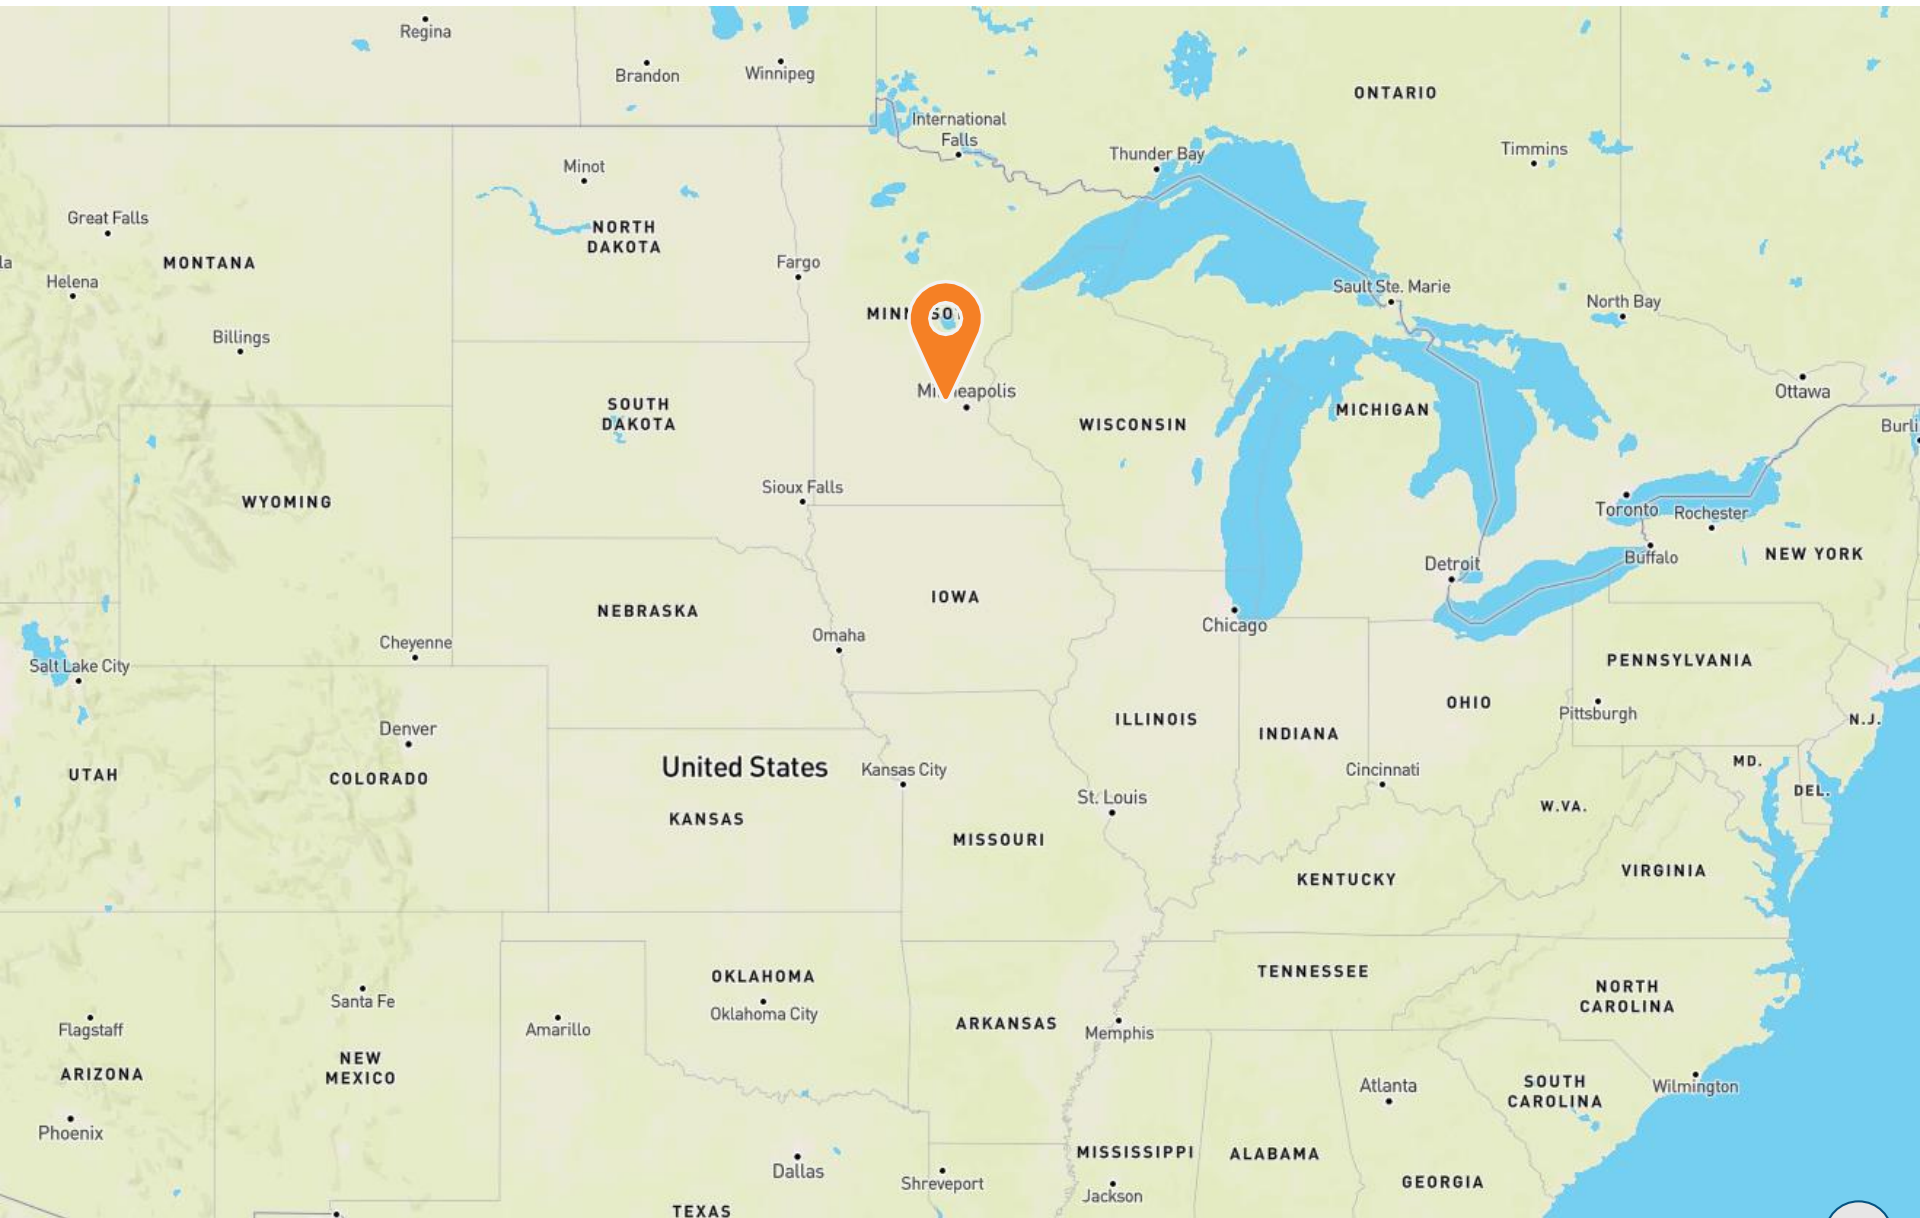 Regina
Brandon
Winnipeg
ONTARIO
International
Falls
Thunder Bay
Timmins
Minot
Great Falls
NORTH
DAKOTA
MONTANA
la
Fargo
Helena
Sault Ste. Marie
North Bay
Billings
Ottawa
SOUTH
DAKOTA
MICHIGAN
WISCONSIN
Burli
Sioux Falls
WYOMING
Toronto
Rochester
NEW YORK
Buffalo
Detroit
IOWA
NEBRASKA
Chicago
Omaha
Cheyenne
PENNSYLVANIA
Salt Lake City
OHIO
Pittsburgh
ILLINOIS
N.J.
Denver
INDIANA
MD.
United States
Kansas City
Cincinnati
UTAH
COLORADO
DEL.
St. Louis
W.VA.
KANSAS
MISSOURI
VIRGINIA
KENTUCKY
TENNESSEE
OKLAHOMA
NORTH
CAROLINA
Santa Fe
Oklahoma City
Flagstaff
Amarillo
ARKANSAS
Memphis
NEW
MEXICO
ARIZONA
Atlanta
SOUTH
CAROLINA
Wilmington
Phoenix
MISSISSIPPI
ALABAMA
Dallas
Shreveport
GEORGIA
Jackson
TEXAS